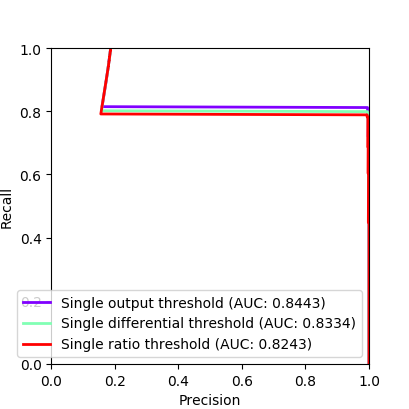 1.0
0.8
0.6
0.4
0.2
0.0
Recall
Single output threshold (AUC: 0.8443)
Single differential threshold (AUC: 0.8334)
Single ratio threshold (AUC: 0.8243)
0.0 0.2 0.4 0.6 0.8 1.0
Precision